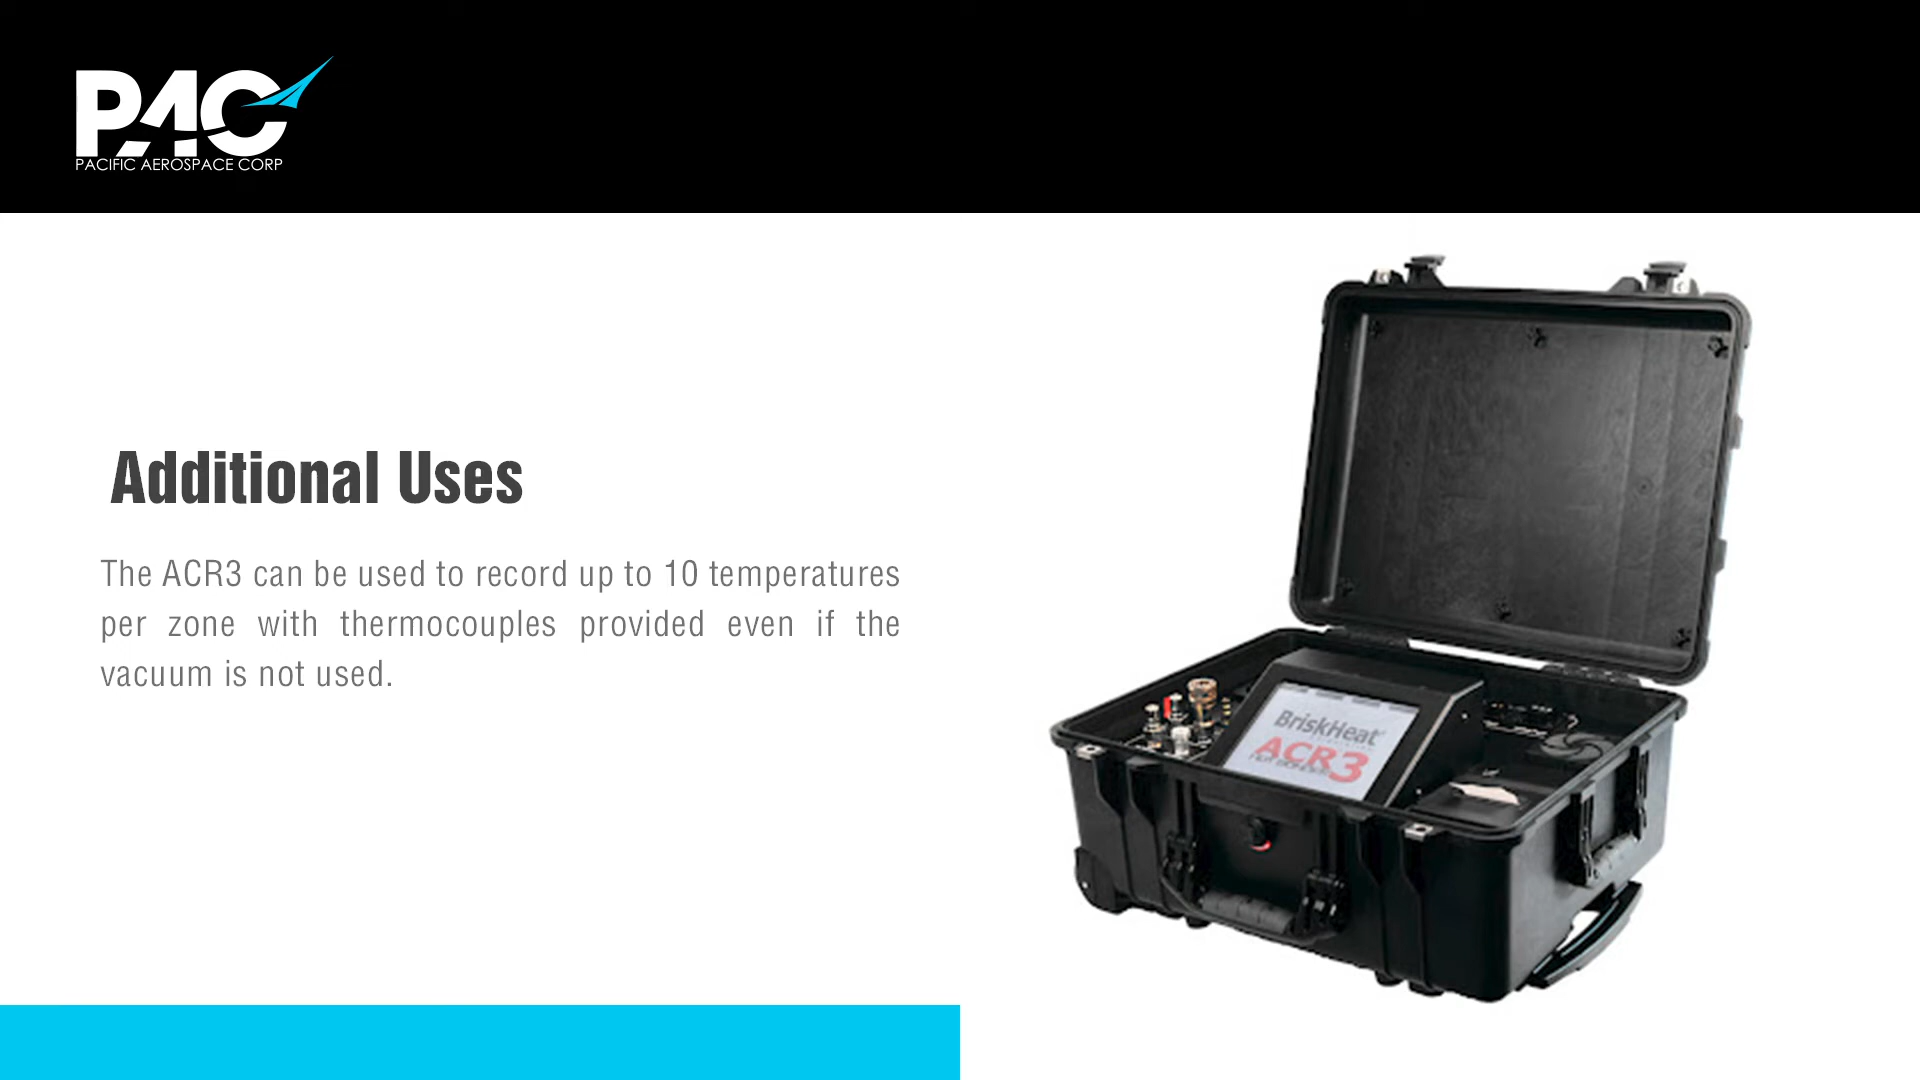 PAC
PACIFIC AEROSPACE CORP
Additional Uses
The ACR3 can be used to record up to 10 temperatures
per zone with thermocouples provided even if the
vacuum is not used.
BriskHeat
ACR3